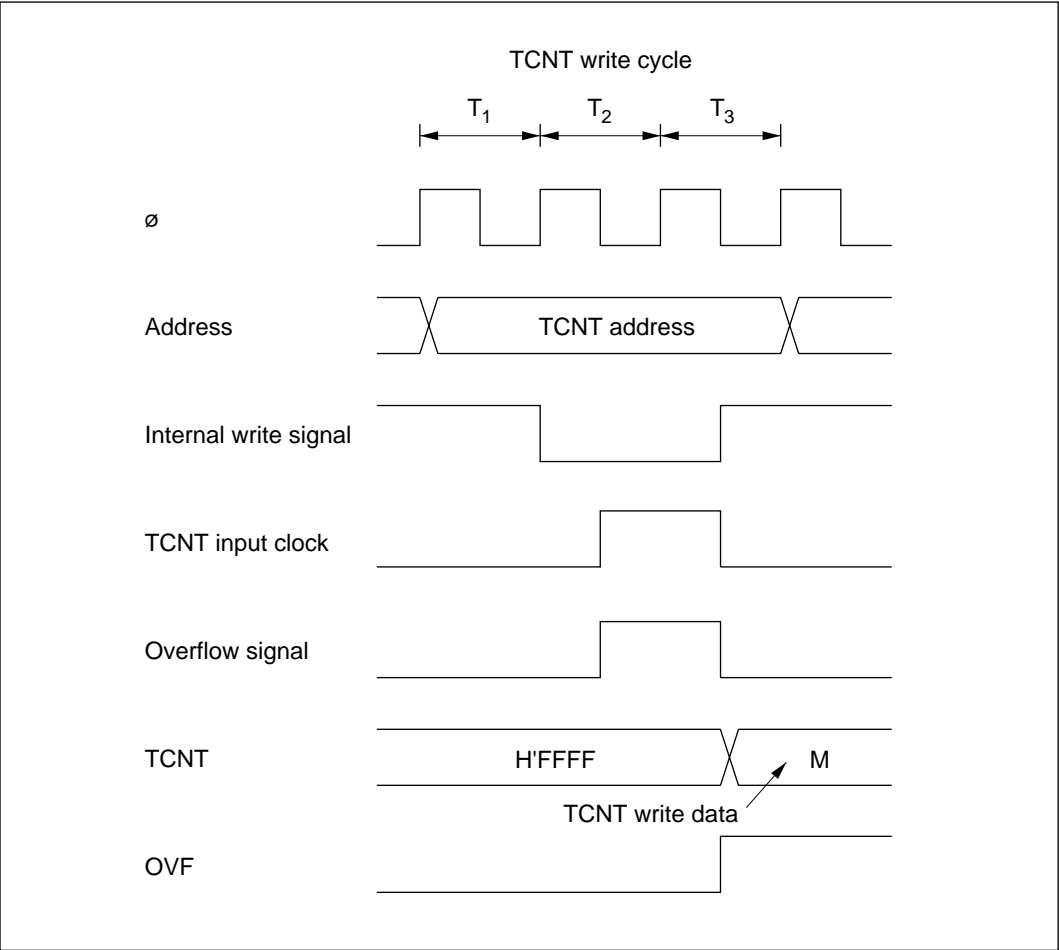 TCNT write cycle
T1 T2 T3
ø
Address TCNT address
Internal write signal
TCNT input clock
Overflow signal
TCNT H'FFFF M
TCNT write data
OVF